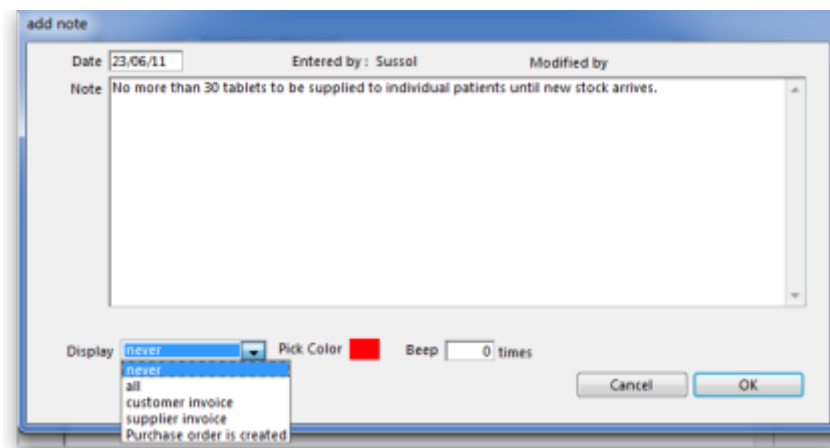 add note
Date 23/06/11 Entered by : Sussol Modified by
Note No more than 30 tablets to be supplied to individual patients until new stock arrives.
Display never Pick Color Beep 0 times
never
all
customer invoice
supplier invoice
Purchase order is created
Cancel OK